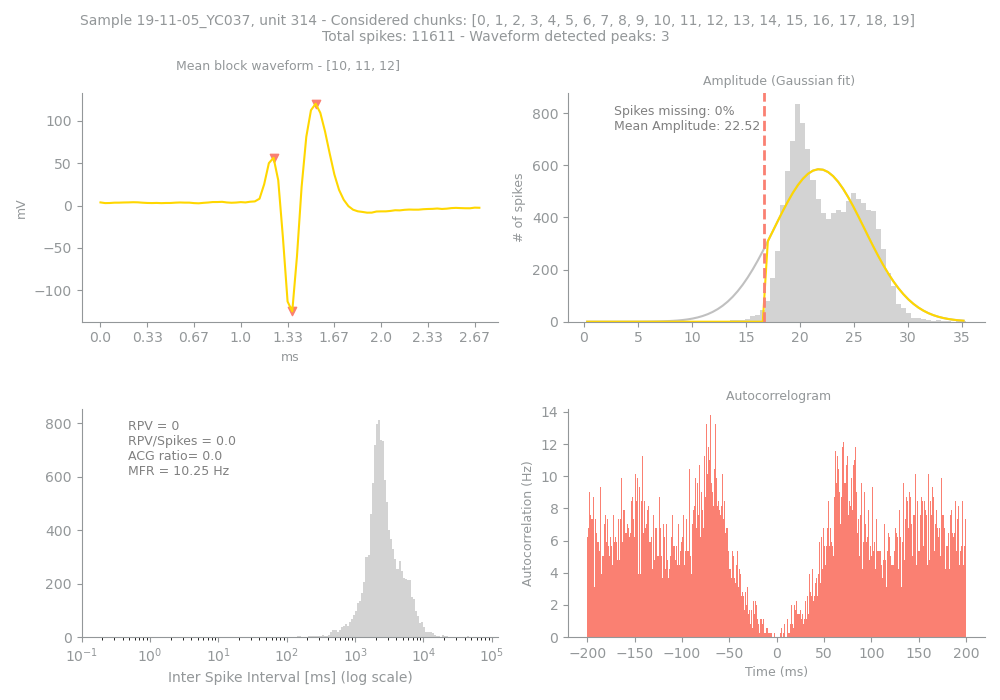 Sample 19-11-05_YC037, unit 314 - Considered chunks: [0, 1, 2, 3, 4, 5, 6, 7, 8, 9, 10, 11, 12, 13, 14, 15, 16, 17, 18, 19]
Total spikes: 11611 - Waveform detected peaks: 3
Mean block waveform - [10, 11, 12]
100
50
0
−50
−100
mV
0.0 0.33 0.67 1.0 1.33 1.67 2.0 2.33 2.67
ms
Amplitude (Gaussian fit)
Spikes missing: 0%
Mean Amplitude: 22.52
800
600
400
200
0
# of spikes
0 5 10 15 20 25 30 35
RPV = 0
RPV/Spikes = 0.0
ACG ratio= 0.0
MFR = 10.25 Hz
800
600
400
200
0
10⁻¹ 10⁰ 10¹ 10² 10³ 10⁴ 10⁵
Inter Spike Interval [ms] (log scale)
Autocorrelogram
14
12
10
8
6
4
2
0
Autocorrelation (Hz)
−200 −150 −100 −50 0 50 100 150 200
Time (ms)